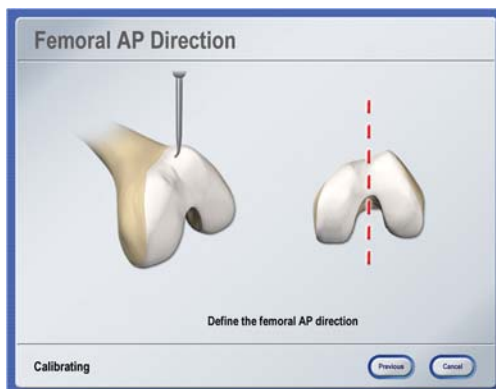 Femoral AP Direction
Define the femoral AP direction
Calibrating
Previous
Cancel